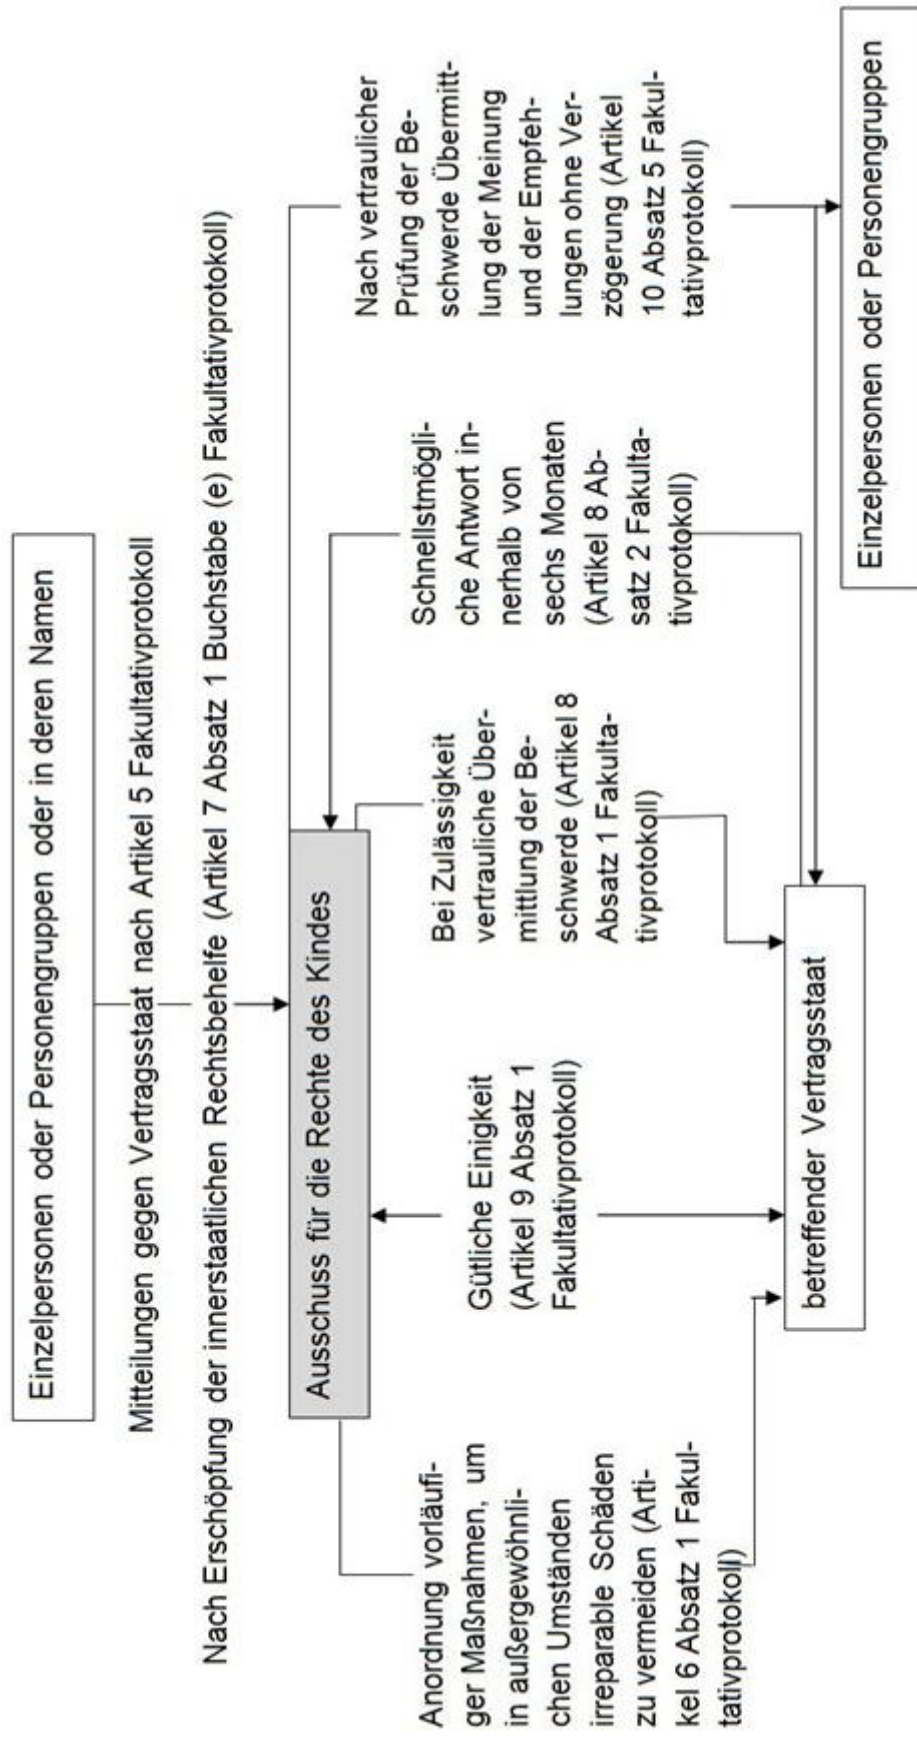 Einzelpersonen oder Personengruppen oder in deren Namen
Mitteilungen gegen Vertragsstaat nach Artikel 5 Fakultativprotokoll
Nach Erschöpfung der innerstaatlichen Rechtsbehelfe (Artikel 7 Absatz 1 Buchstabe (e) Fakultativprotokoll)
Ausschuss für die Rechte des Kindes
Anordnung vorläufi-
ger Maßnahmen, um
in außergewöhnli-
chen Umständen
irreparable Schäden
zu vermeiden (Arti-
kel 6 Absatz 1 Fakul-
tativprotokoll)
Gütliche Einigkeit
(Artikel 9 Absatz 1
Fakultativprotokoll)
Bei Zulässigkeit
vertrauliche Über-
mittlung der Be-
schwerde (Artikel 8
Absatz 1 Fakulta-
tivprotokoll)
Schnellstmögli-
che Antwort in-
nerhalb von
sechs Monaten
(Artikel 8 Ab-
satz 2 Fakulta-
tivprotokoll)
Nach vertraulicher
Prüfung der Be-
schwerde Übermitt-
lung der Meinung
und der Empfeh-
lungen ohne Ver-
zögerung (Artikel
10 Absatz 5 Fakul-
tativprotokoll)
betreffender Vertragsstaat
Einzelpersonen oder Personengruppen